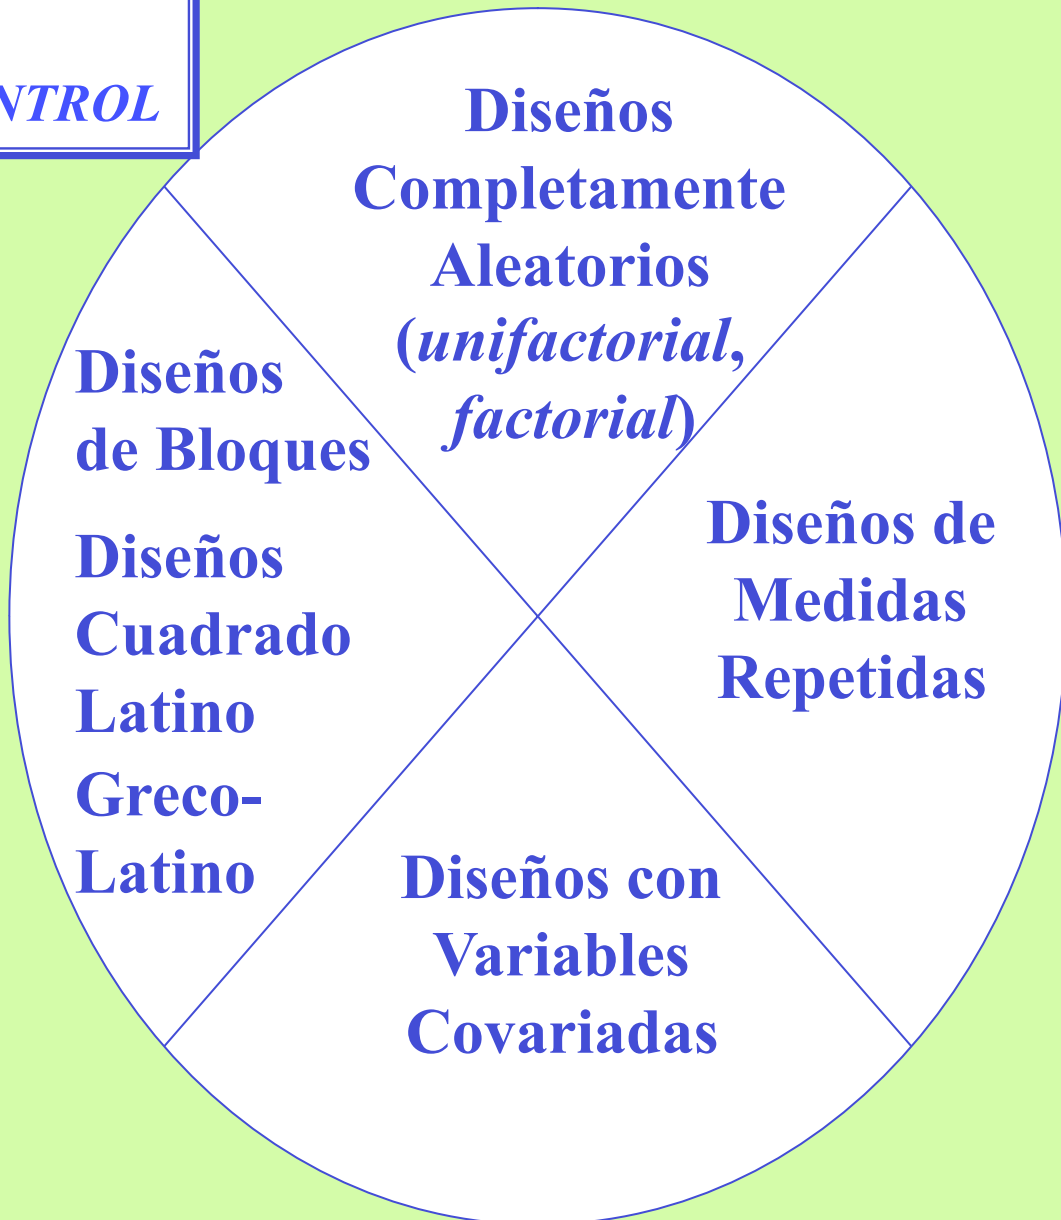 NTROL
Diseños
Completamente
Aleatorios
(unifactorial,
factorial)
Diseños
de Bloques
Diseños
Cuadrado
Latino
Greco-
Latino
Diseños de
Medidas
Repetidas
Diseños con
Variables
Covariadas